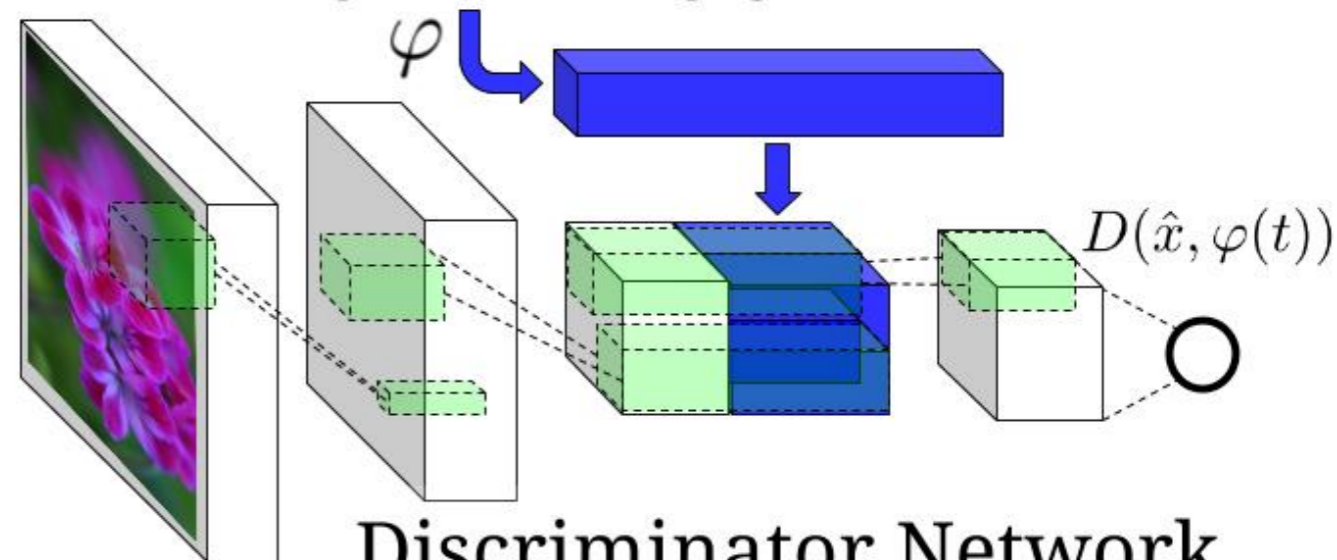 φ
D(x̂, φ(t))
Discriminator Network